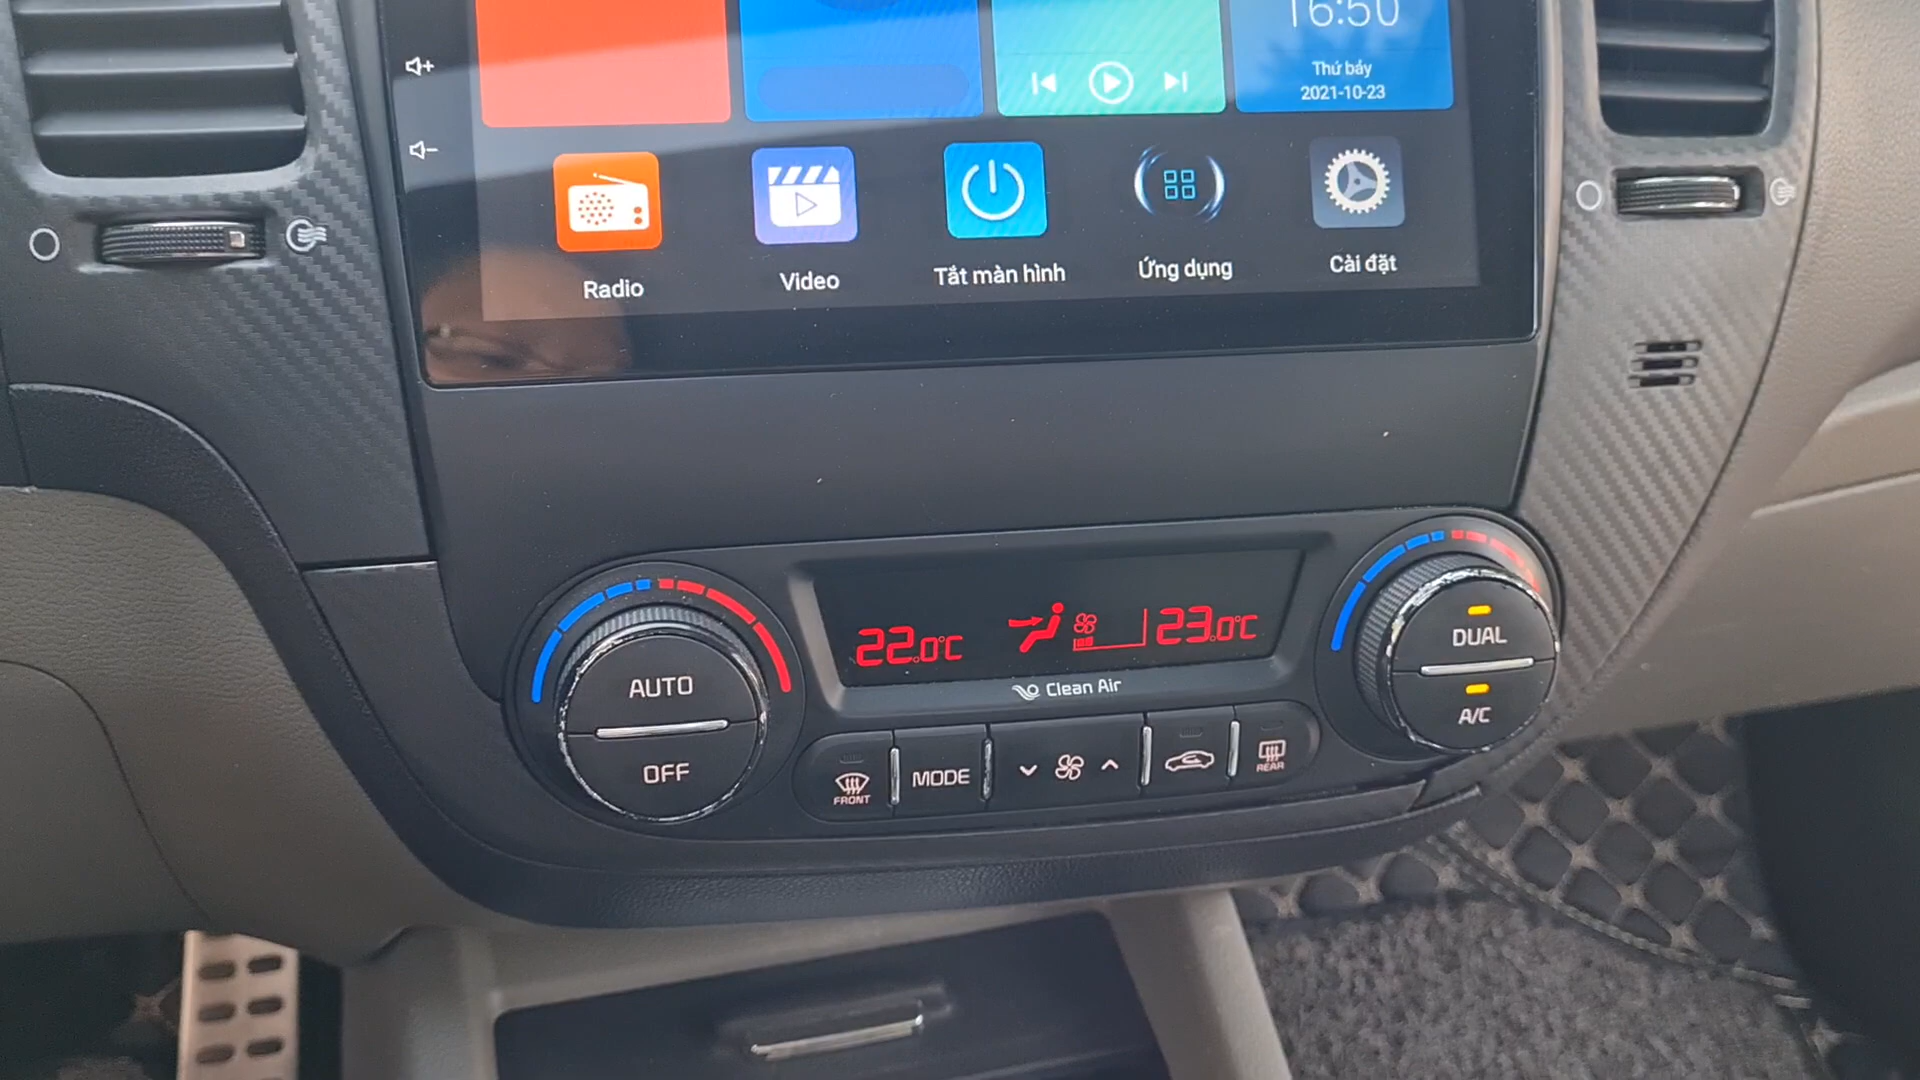 16:50
Thứ bảy
2021-10-23
Radio
Video
Tắt màn hình
Ứng dụng
Cài đặt
22.0°C
23.0°C
Clean Air
AUTO
OFF
DUAL
A/C
FRONT
MODE
REAR